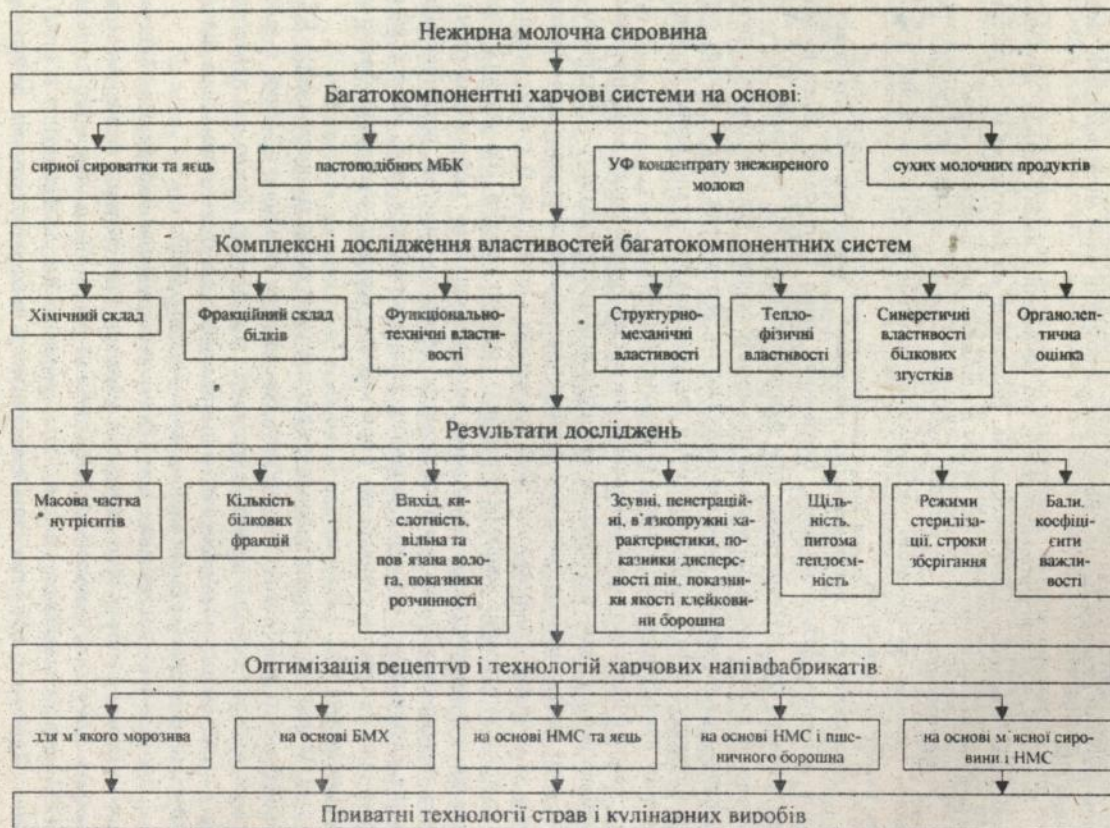 Нежирна молочна сировина
Багатокомпонентні харчові системи на основі:
сирної сироватки та яєць
пастоподібних МБК
УФ концентрату знежиреного
молока
сухих молочних продуктів
Комплексні дослідження властивостей багатокомпонентних систем
Хімічний склад
Фракційний склад
білків
Функціонально-
технічні власти-
вості
Структурно-
механічні
властивості
Тепло-
фізичні
властивості
Синеретичні
властивості
білкових
згустків
Органолеп-
тична
оцінка
Результати досліджень
Масова частка
нутрієнтів
Кількість
білкових
фракцій
Вихід, ки-
слотність,
вільна та
пов`язана воло-
га, показники
розчинності
Зсувні, пенетрацій-
ні, в`язкопружні ха-
рактеристики, по-
казники дисперс-
ності пін, показни-
ки якості клейкови-
ни борошна
Щіль-
ність,
питома
теплоєм-
ність
Режими
стериліза-
ції, строки
зберігання
Бали,
коефіці-
єнти
важли-
вості
Оптимізація рецептур і технологій харчових напівфабрикатів:
для м`якого морозива
на основі БМХ
на основі НМС та яєць
на основі НМС і пше-
ничного борошна
на основі м`ясної сиро-
вини і НМС
Приватні технології страв і кулінарних виробів